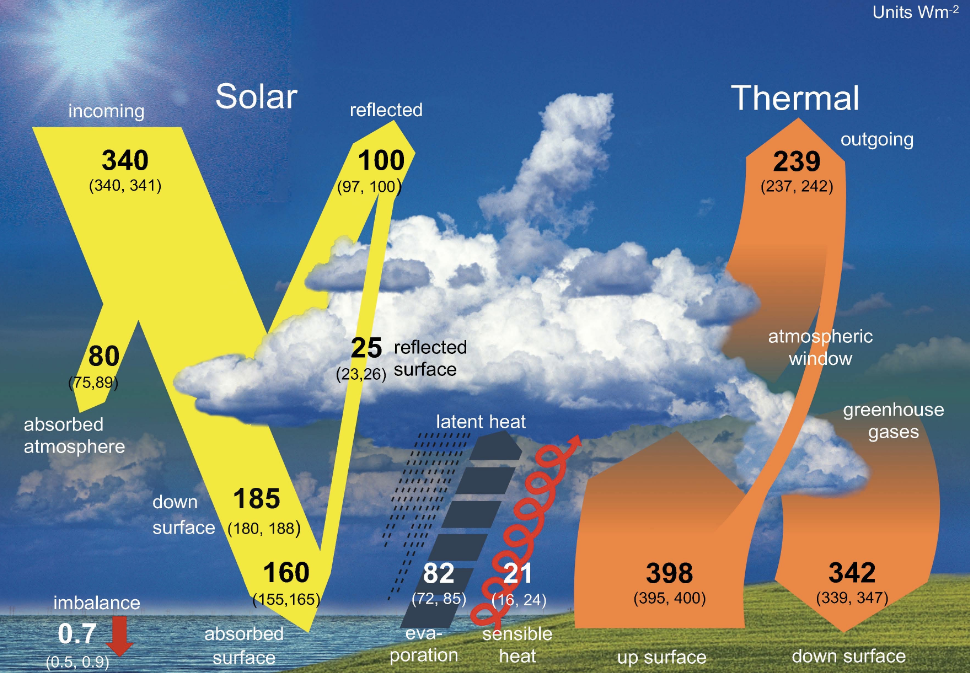 Units Wm-2
Solar
Thermal
incoming
340
(340, 341)
reflected
100
(97, 100)
outgoing
239
(237, 242)
80
(75,89)
absorbed
atmosphere
25
(23,26)
reflected
surface
atmospheric
window
greenhouse
gases
latent heat
down
surface
185
(180, 188)
160
(155,165)
absorbed
surface
imbalance
0.7
(0.5, 0.9)
82
(72, 85)
eva-
poration
21
(16, 24)
sensible
heat
398
(395, 400)
up surface
342
(339, 347)
down surface